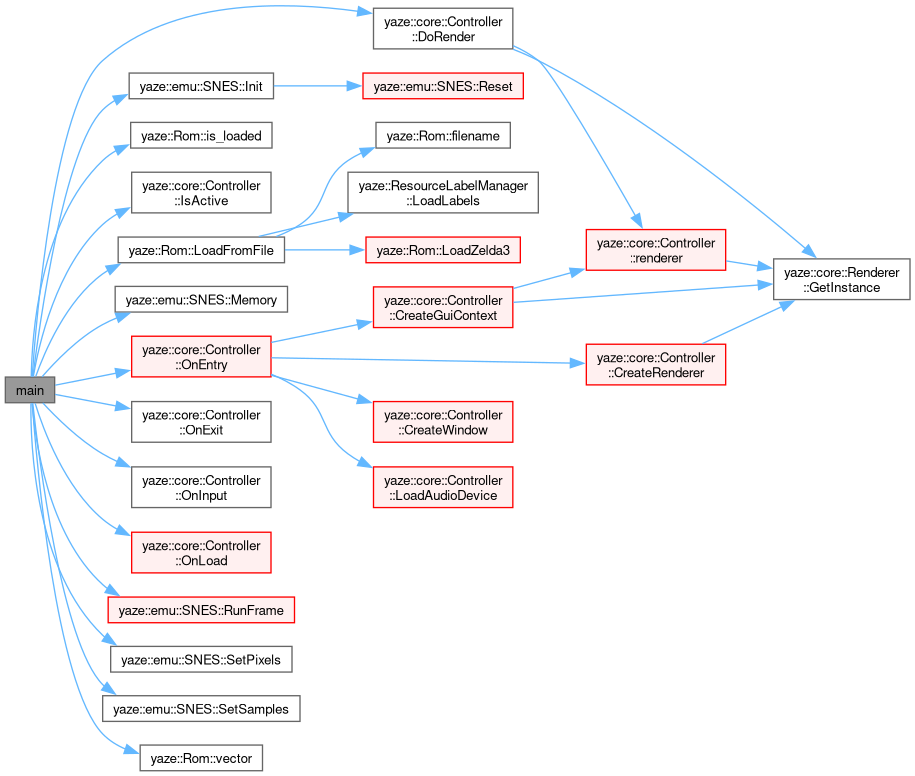 yaze::core::Controller
::DoRender
yaze::emu::SNES::Init
yaze::emu::SNES::Reset
yaze::Rom::is_loaded
yaze::Rom::filename
yaze::core::Controller
::IsActive
yaze::ResourceLabelManager
::LoadLabels
yaze::Rom::LoadFromFile
yaze::Rom::LoadZelda3
yaze::core::Controller
::renderer
yaze::core::Renderer
::GetInstance
yaze::emu::SNES::Memory
yaze::core::Controller
::CreateGuiContext
yaze::core::Controller
::OnEntry
yaze::core::Controller
::CreateRenderer
main
yaze::core::Controller
::OnExit
yaze::core::Controller
::CreateWindow
yaze::core::Controller
::OnInput
yaze::core::Controller
::LoadAudioDevice
yaze::core::Controller
::OnLoad
yaze::emu::SNES::RunFrame
yaze::emu::SNES::SetPixels
yaze::emu::SNES::SetSamples
yaze::Rom::vector